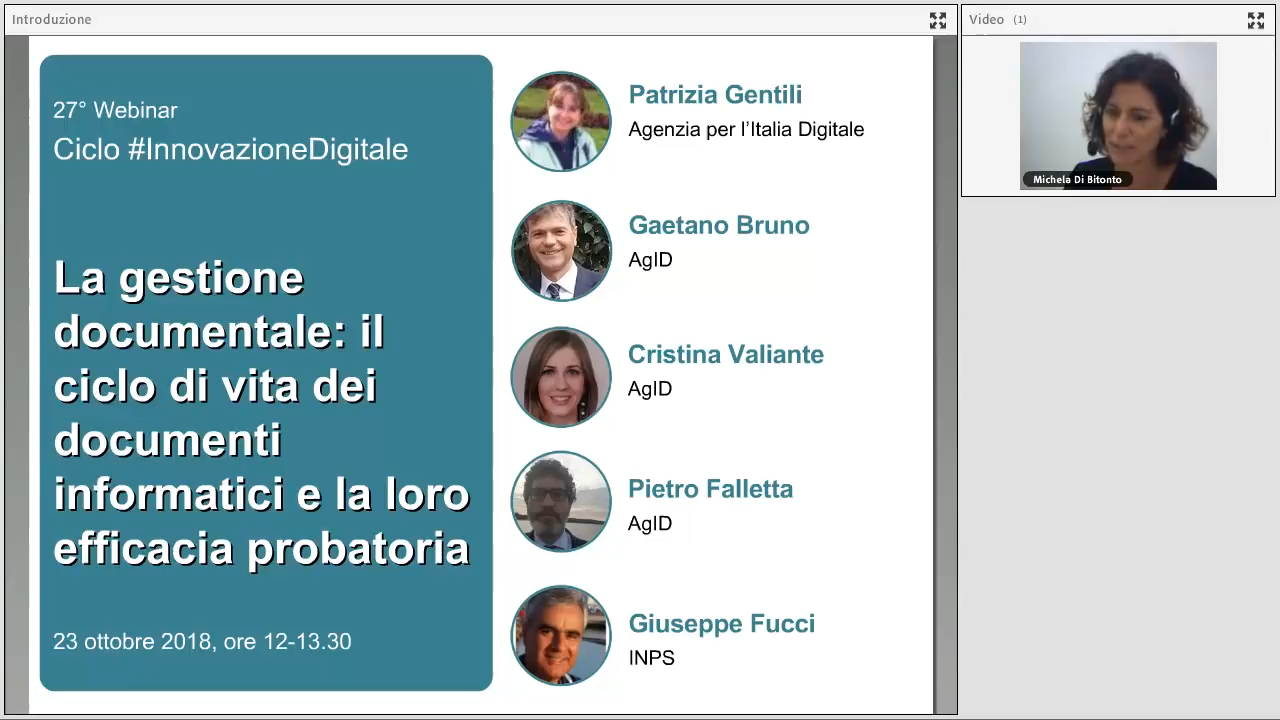 Introduzione
27° Webinar
Ciclo #InnovazioneDigitale
La gestione
documentale: il
ciclo di vita dei
documenti
informatici e la loro
efficacia probatoria
23 ottobre 2018, ore 12-13.30
Patrizia Gentili
Agenzia per l'Italia Digitale
Gaetano Bruno
AgID
Cristina Valiante
AgID
Pietro Falletta
AgID
Giuseppe Fucci
INPS
Video (1)
Michela Di Bitonto